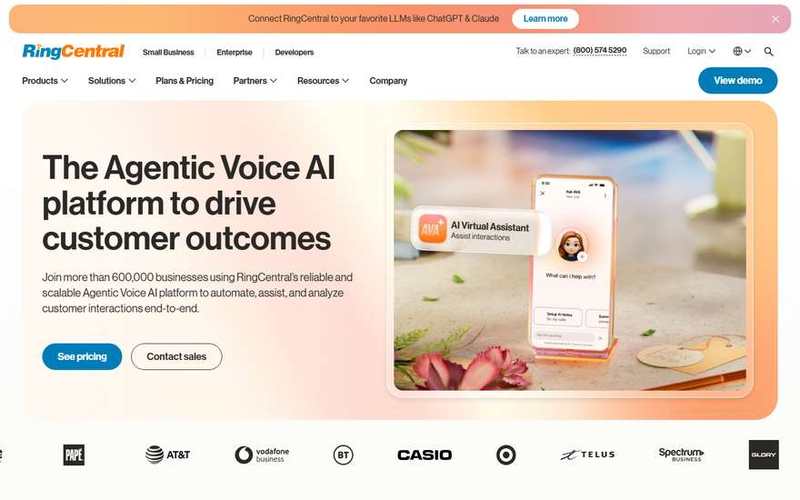 Connect RingCentral to your favorite LLMs like ChatGPT & Claude
Learn more
RingCentral
Small Business
Enterprise
Developers
Talk to an expert: (800) 574 5290
Support
Login
Products
Solutions
Plans & Pricing
Partners
Resources
Company
View demo
The Agentic Voice AI
platform to drive
customer outcomes
Join more than 600,000 businesses using RingCentral's reliable and
scalable Agentic Voice AI platform to automate, assist, and analyze
customer interactions end-to-end.
See pricing
Contact sales
AVA
AI Virtual Assistant
Assist interactions
Ask AVA
What can I help with?
PAPÉ
AT&T
vodafone
business
BT
CASIO
TELUS
Spectrum
BUSINESS
GLORY